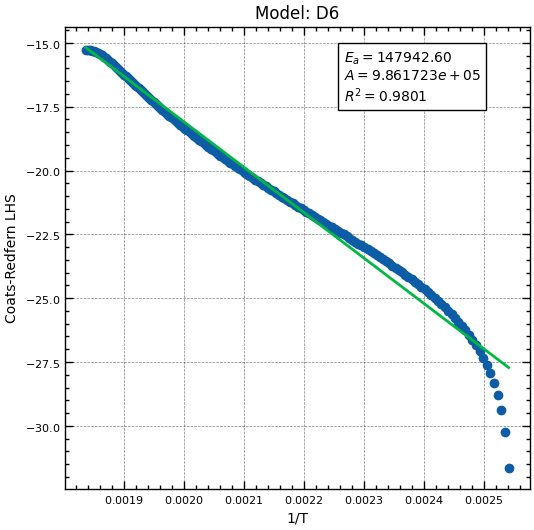 Model: D6
E_a = 147942.60
A = 9.861723e + 05
R² = 0.9801
Coats-Redfern LHS
−15.0
−17.5
−20.0
−22.5
−25.0
−27.5
−30.0
0.0019 0.0020 0.0021 0.0022 0.0023 0.0024 0.0025
1/T